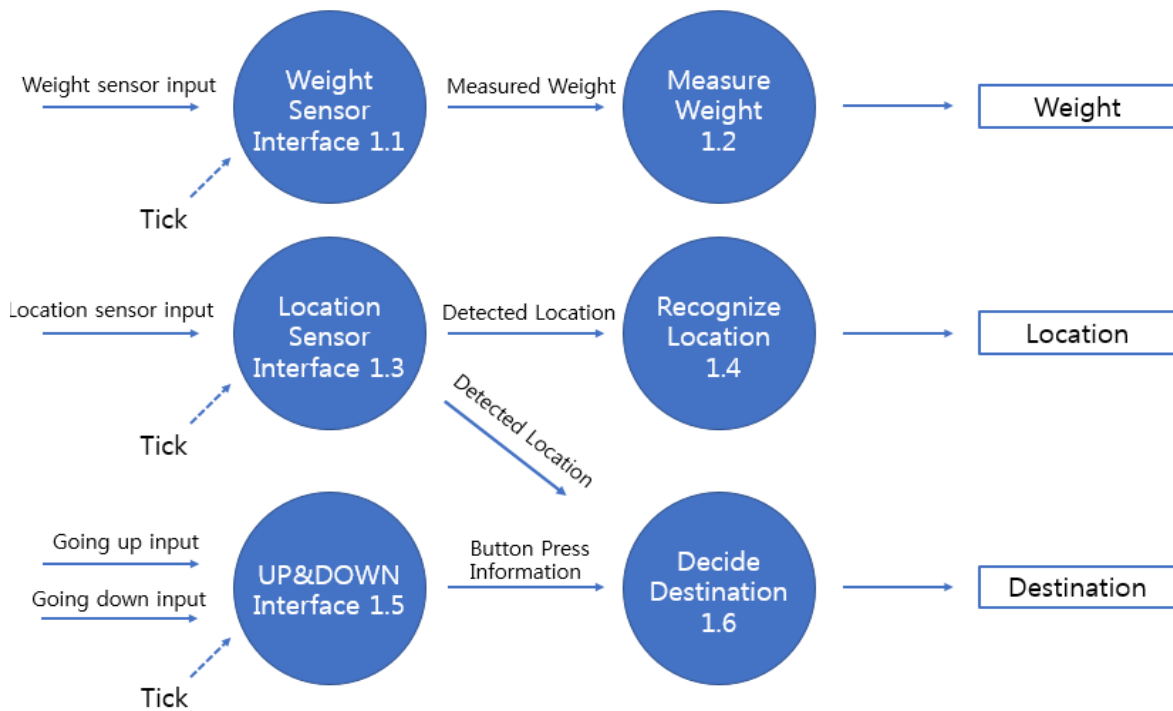 Weight sensor input
Weight
Sensor
Interface 1.1
Measured Weight
Measure
Weight
1.2
Weight
Tick
Location sensor input
Location
Sensor
Interface 1.3
Detected Location
Recognize
Location
1.4
Location
Tick
Detected Location
Going up input
Going down input
UP&DOWN
Interface 1.5
Button Press
Information
Decide
Destination
1.6
Destination
Tick